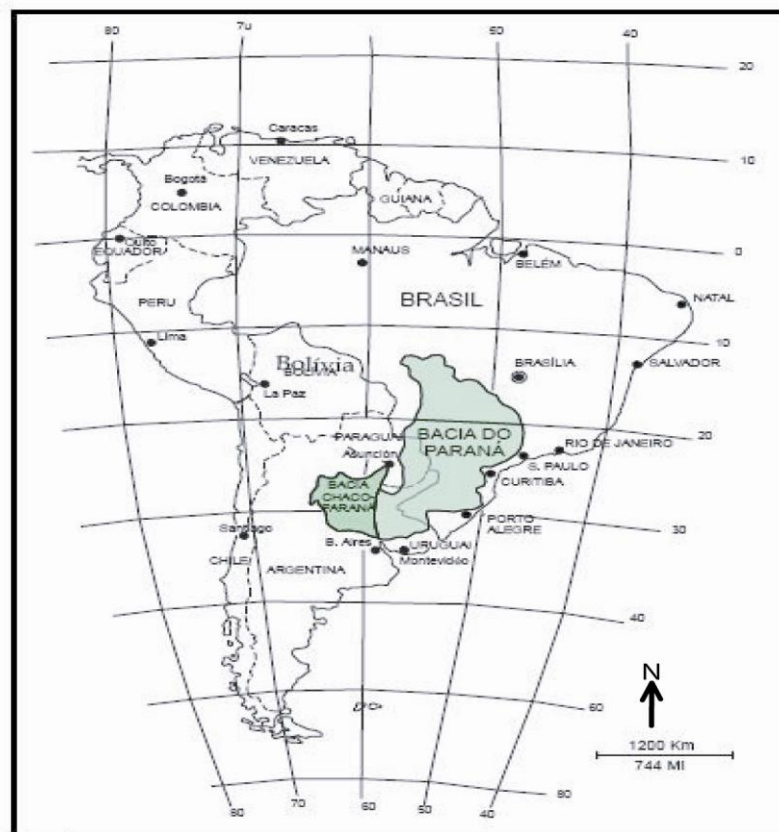 80 7u 50 40
20
Caracas
VENEZUELA
10
Bogotá
COLOMBIA
GUIANA
Quito
EQUADOR
MANAUS
BELÉM
0
PERU
BRASIL
NATAL
Lima
10
Bolívia
BOLIVIA
BRASÍLIA
SALVADOR
La Paz
PARAGUAI
BACIA DO
PARANÁ
20
RIO DE JANEIRO
Asunción
S. PAULO
CURITIBA
BACIA
CHACO-
PARANÁ
PORTO
ALEGRE
30
Santiago
B. Aires
URUGUAI
Montevidéo
CHILE
ARGENTINA
40
N
60
1200 Km
744 MI
80
80 70 60 50 40